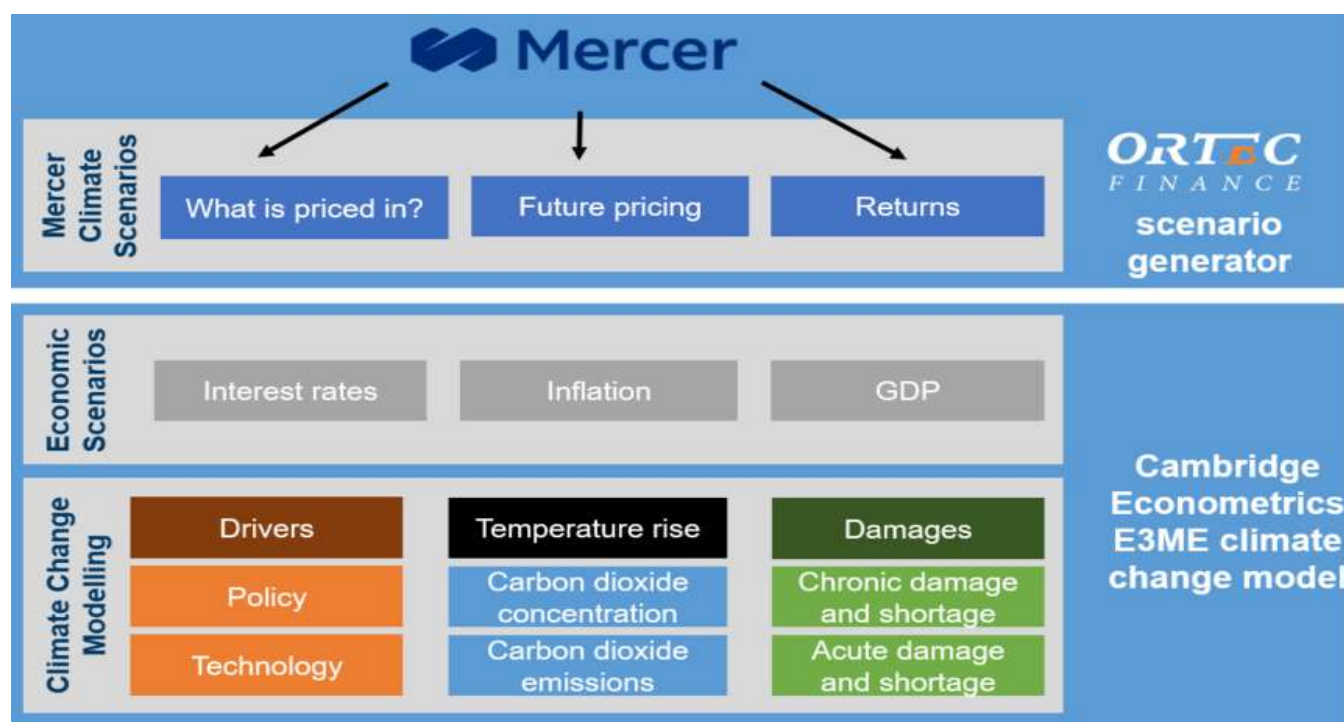 Mercer
Mercer
Climate
Scenarios
What is priced in?
Future pricing
Returns
ORTEC
FINANCE
scenario
generator
Economic
Scenarios
Interest rates
Inflation
GDP
Climate Change
Modelling
Drivers
Temperature rise
Damages
Policy
Carbon dioxide
concentration
Chronic damage
and shortage
Technology
Carbon dioxide
emissions
Acute damage
and shortage
Cambridge
Econometrics
E3ME climate
change model